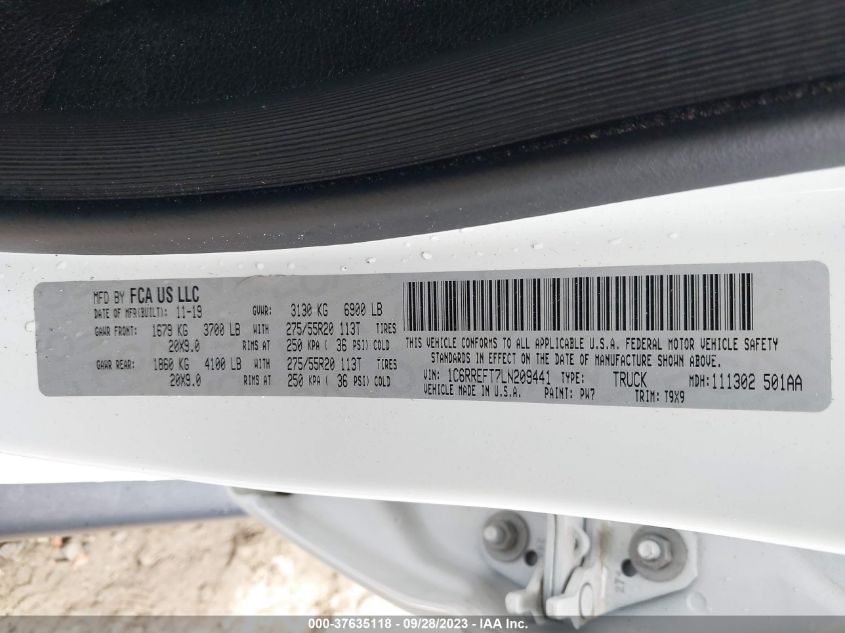 MFD BY FCA US LLC
DATE OF MFR(BUILT): 11-19 GVWR: 3130 KG 6900 LB
GAWR FRONT: 1679 KG 3700 LB WITH 275/55R20 113T TIRES
20X9.0 RIMS AT 250 KPA ( 36 PSI) COLD
GAWR REAR: 1860 KG 4100 LB WITH 275/55R20 113T TIRES
20X9.0 RIMS AT 250 KPA ( 36 PSI) COLD
THIS VEHICLE CONFORMS TO ALL APPLICABLE U.S.A. FEDERAL MOTOR VEHICLE SAFETY
STANDARDS IN EFFECT ON THE DATE OF MANUFACTURE SHOWN ABOVE.
VIN: 1C6RREFT7LN209441 TYPE: TRUCK MDH: 111302 501AA
VEHICLE MADE IN U.S.A. PAINT: PW7 TRIM: T9X9
27
000-37635118 - 09/28/2023 - IAA Inc.